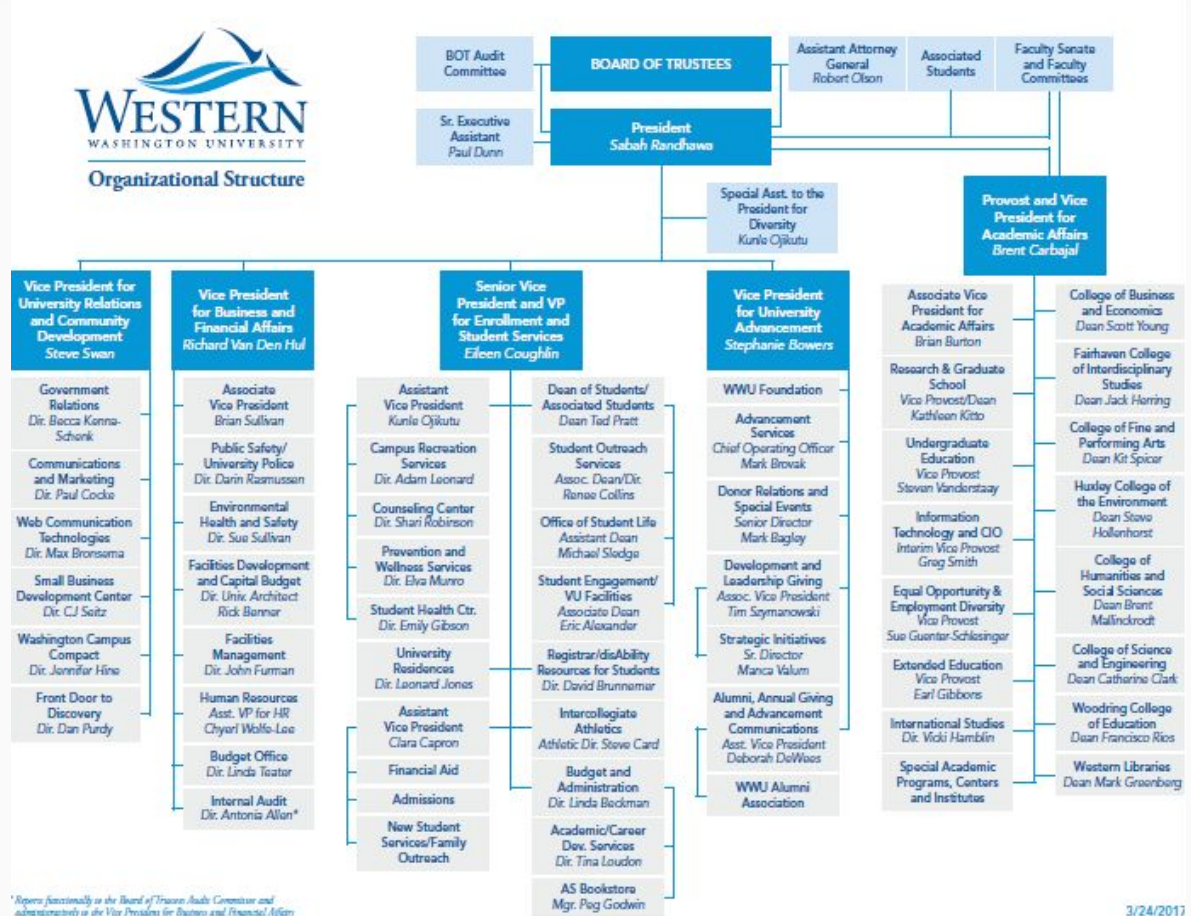 WESTERN
WASHINGTON UNIVERSITY
Organizational Structure
BOT Audit
Committee
BOARD OF TRUSTEES
Assistant Attorney
General
Robert Olson
Associated
Students
Faculty Senate
and Faculty
Committees
Sr. Executive
Assistant
Paul Dunn
President
Sabah Randhawa
Special Asst. to the
President for
Diversity
Kunle Ojikutu
Provost and Vice
President for
Academic Affairs
Brent Carbajal
Vice President for
University Relations
and Community
Development
Steve Swan
Government
Relations
Dir. Becca Kenna-
Schenk
Communications
and Marketing
Dir. Paul Cocke
Web Communication
Technologies
Dir. Max Bronsema
Small Business
Development Center
Dir. CJ Seitz
Washington Campus
Compact
Dir. Jennifer Hine
Front Door to
Discovery
Dir. Dan Purdy
Vice President
for Business and
Financial Affairs
Richard Van Den Hul
Associate
Vice President
Brian Sullivan
Public Safety/
University Police
Dir. Darin Rasmussen
Environmental
Health and Safety
Dir. Sue Sullivan
Facilities Development
and Capital Budget
Dir. Univ. Architect
Rick Benner
Facilities
Management
Dir. John Furman
Human Resources
Asst. VP for HR
Chyerl Wolfe-Lee
Budget Office
Dir. Linda Teater
Internal Audit
Dir. Antonia Allen*
Senior Vice
President and VP
for Enrollment and
Student Services
Eileen Coughlin
Assistant
Vice President
Kunle Ojikutu
Campus Recreation
Services
Dir. Adam Leonard
Counseling Center
Dir. Shari Robinson
Prevention and
Wellness Services
Dir. Elva Munro
Student Health Ctr.
Dir. Emily Gibson
University
Residences
Dir. Leonard Jones
Assistant
Vice President
Clara Capron
Financial Aid
Admissions
New Student
Services/Family
Outreach
Dean of Students/
Associated Students
Dean Ted Pratt
Student Outreach
Services
Assoc. Dean/Dir.
Renee Collins
Office of Student Life
Assistant Dean
Michael Sledge
Student Engagement/
VU Facilities
Associate Dean
Eric Alexander
Registrar/disAbility
Resources for Students
Dir. David Brunnemer
Intercollegiate
Athletics
Athletic Dir. Steve Card
Budget and
Administration
Dir. Linda Beckman
Academic/Career
Dev. Services
Dir. Tina Loudon
AS Bookstore
Mgr. Peg Godwin
Vice President
for University
Advancement
Stephanie Bowers
WWU Foundation
Advancement
Services
Chief Operating Officer
Mark Brovak
Donor Relations and
Special Events
Senior Director
Mark Bagley
Development and
Leadership Giving
Assoc. Vice President
Tim Szymanowski
Strategic Initiatives
Sr. Director
Manca Valum
Alumni, Annual Giving
and Advancement
Communications
Asst. Vice President
Deborah DeWees
WWU Alumni
Association
Associate Vice
President for
Academic Affairs
Brian Burton
Research & Graduate
School
Vice Provost/Dean
Kathleen Kitto
Undergraduate
Education
Vice Provost
Steven Vanderstaay
Information
Technology and CIO
Interim Vice Provost
Greg Smith
Equal Opportunity &
Employment Diversity
Vice Provost
Sue Guenter-Schlesinger
Extended Education
Vice Provost
Earl Gibbons
International Studies
Dir. Vicki Hamblin
Special Academic
Programs, Centers
and Institutes
College of Business
and Economics
Dean Scott Young
Fairhaven College
of Interdisciplinary
Studies
Dean Jack Herring
College of Fine and
Performing Arts
Dean Kit Spicer
Huxley College of
the Environment
Dean Steve
Hollenhorst
College of
Humanities and
Social Sciences
Dean Brent
Mallinckrodt
College of Science
and Engineering
Dean Catherine Clark
Woodring College
of Education
Dean Francisco Rios
Western Libraries
Dean Mark Greenberg
* Reports functionally to the Board of Trustees Audit Committee and
administratively to the Vice President for Business and Financial Affairs
3/24/2017